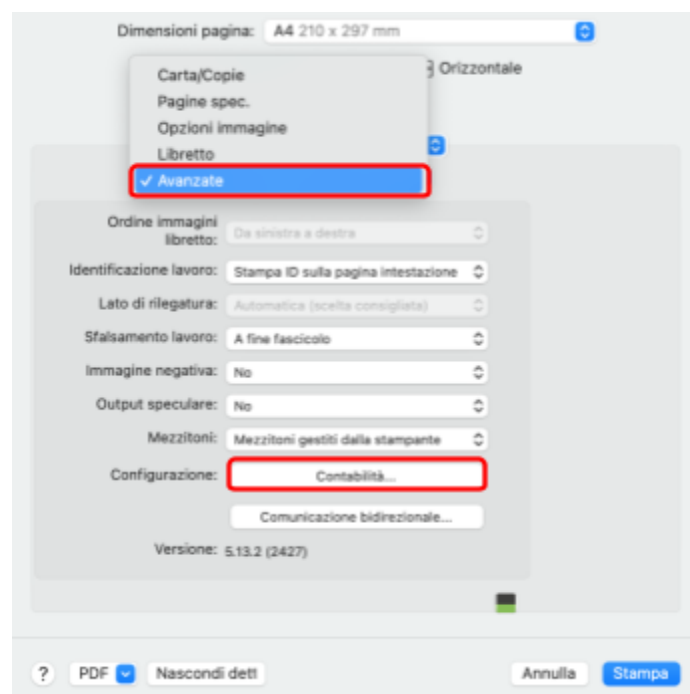 Dimensioni pagina: A4 210 x 297 mm
Orizzontale
Carta/Copie
Pagine spec.
Opzioni immagine
Libretto
✓ Avanzate
Ordine immagini
libretto: Da sinistra a destra
Identificazione lavoro: Stampa ID sulla pagina intestazione
Lato di rilegatura: Automatica (scelta consigliata)
Sfalsamento lavoro: A fine fascicolo
Immagine negativa: No
Output speculare: No
Mezzitoni: Mezzitoni gestiti dalla stampante
Configurazione: Contabilità...
Comunicazione bidirezionale...
Versione: 5.13.2 (2427)
? PDF Nascondi dett Annulla Stampa